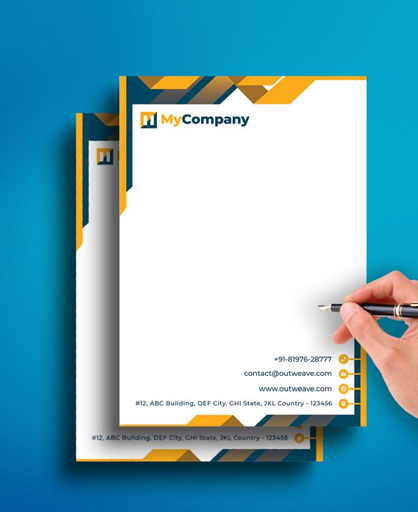 MyCompany
+91-81976-28777
contact@outweave.com
www.outweave.com
#12, ABC Building, DEF City, GHI State, JKL Country - 123456
#12, ABC Building, DEF City, GHI State, JKL Country - 123456